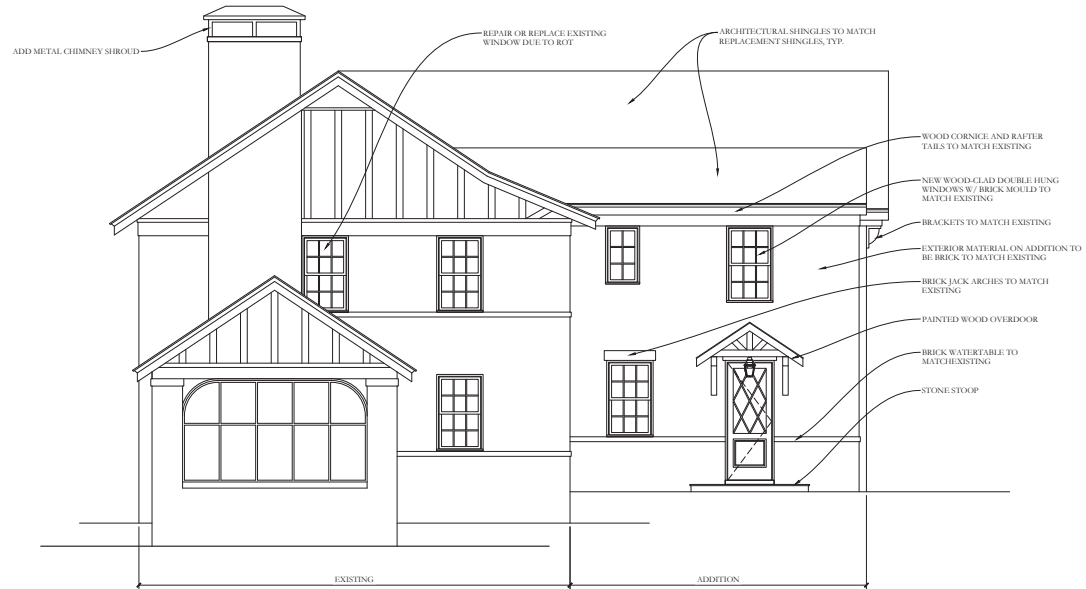 ADD METAL CHIMNEY SHROUD
REPAIR OR REPLACE EXISTING
WINDOW DUE TO ROT
ARCHITECTURAL SHINGLES TO MATCH
REPLACEMENT SHINGLES, TYP.
WOOD CORNICE AND RAFTER
TAILS TO MATCH EXISTING
NEW WOOD-CLAD DOUBLE HUNG
WINDOWS W/ BRICK MOULD TO
MATCH EXISTING
BRACKETS TO MATCH EXISTING
EXTERIOR MATERIAL ON ADDITION TO
BE BRICK TO MATCH EXISTING
BRICK JACK ARCHES TO MATCH
EXISTING
PAINTED WOOD OVERDOOR
BRICK WATERTABLE TO
MATCHEXISTING
STONE STOOP
EXISTING
ADDITION